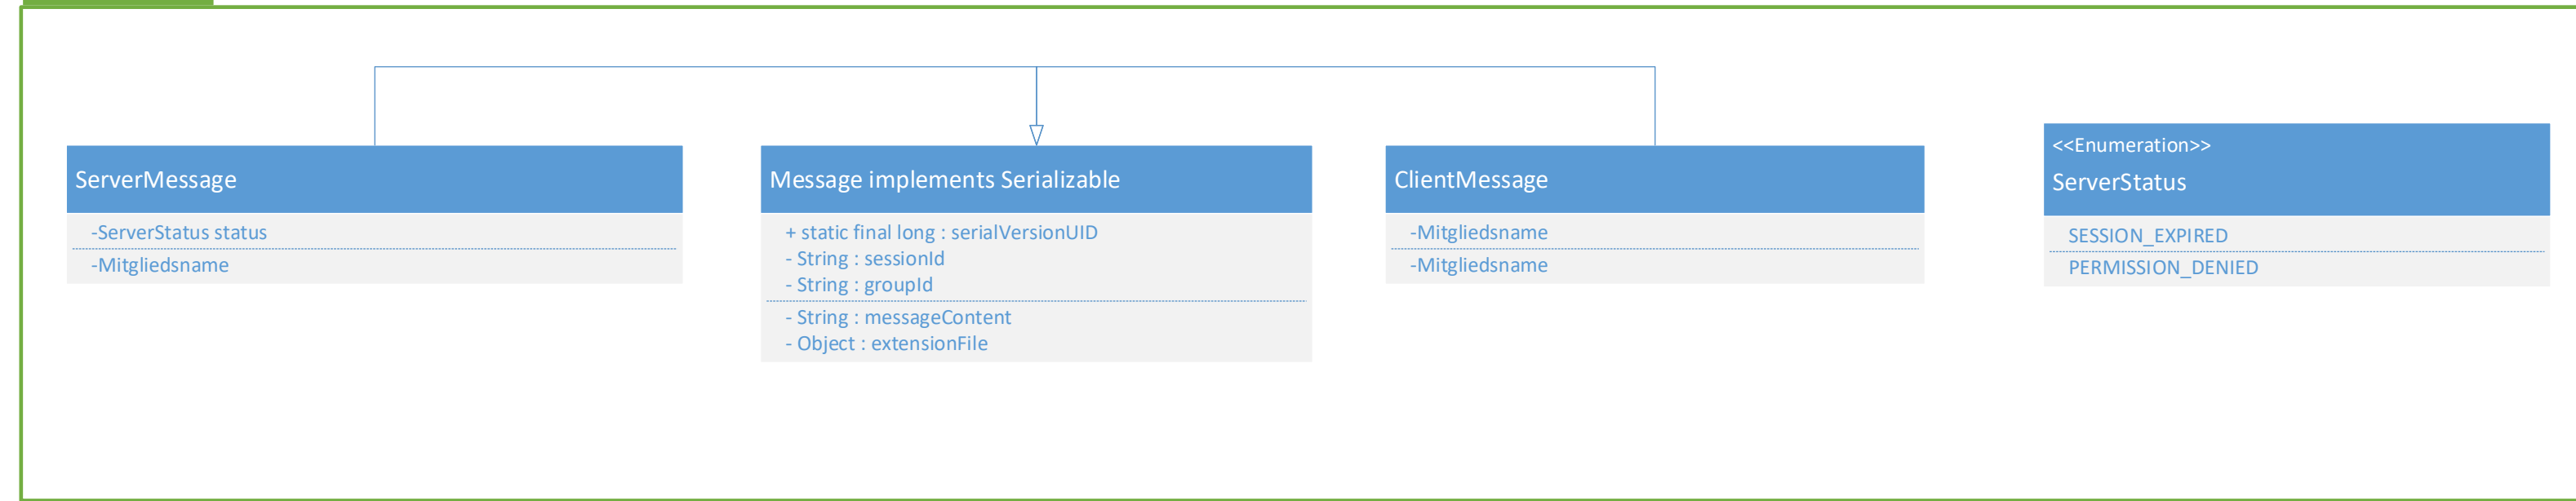 ServerMessage
-ServerStatus status
-Mitgliedsname
Message implements Serializable
+ static final long : serialVersionUID
- String : sessionId
- String : groupId
- String : messageContent
- Object : extensionFile
ClientMessage
-Mitgliedsname
-Mitgliedsname
<<Enumeration>>
ServerStatus
SESSION_EXPIRED
PERMISSION_DENIED